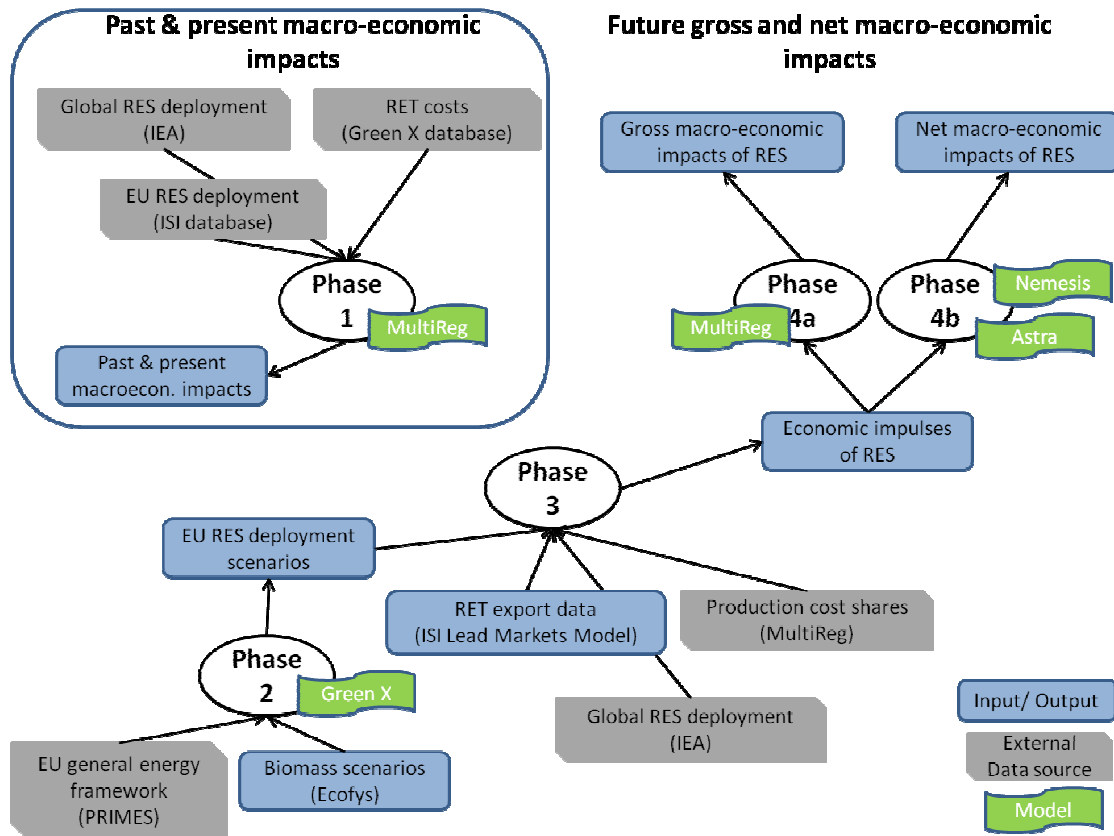 Past & present macro-economic
impacts
Global RES deployment
(IEA)
RET costs
(Green X database)
EU RES deployment
(ISI database)
Phase
1
MultiReg
Past & present
macroecon. impacts
Future gross and net macro-economic
impacts
Gross macro-economic
impacts of RES
Net macro-economic
impacts of RES
Phase
4a
MultiReg
Phase
4b
Nemesis
Astra
Economic impulses
of RES
Phase
3
EU RES deployment
scenarios
RET export data
(ISI Lead Markets Model)
Production cost shares
(MultiReg)
Phase
2
Green X
Global RES deployment
(IEA)
EU general energy
framework
(PRIMES)
Biomass scenarios
(Ecofys)
Input/ Output
External
Data source
Model